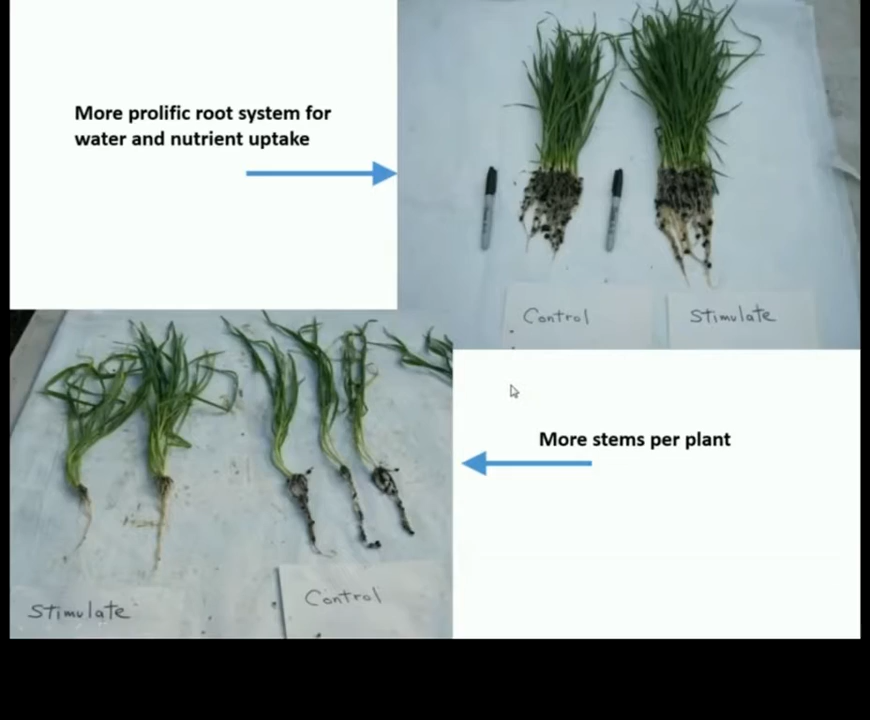 More prolific root system for
water and nutrient uptake
Control
Stimulate
More stems per plant
Stimulate
Control